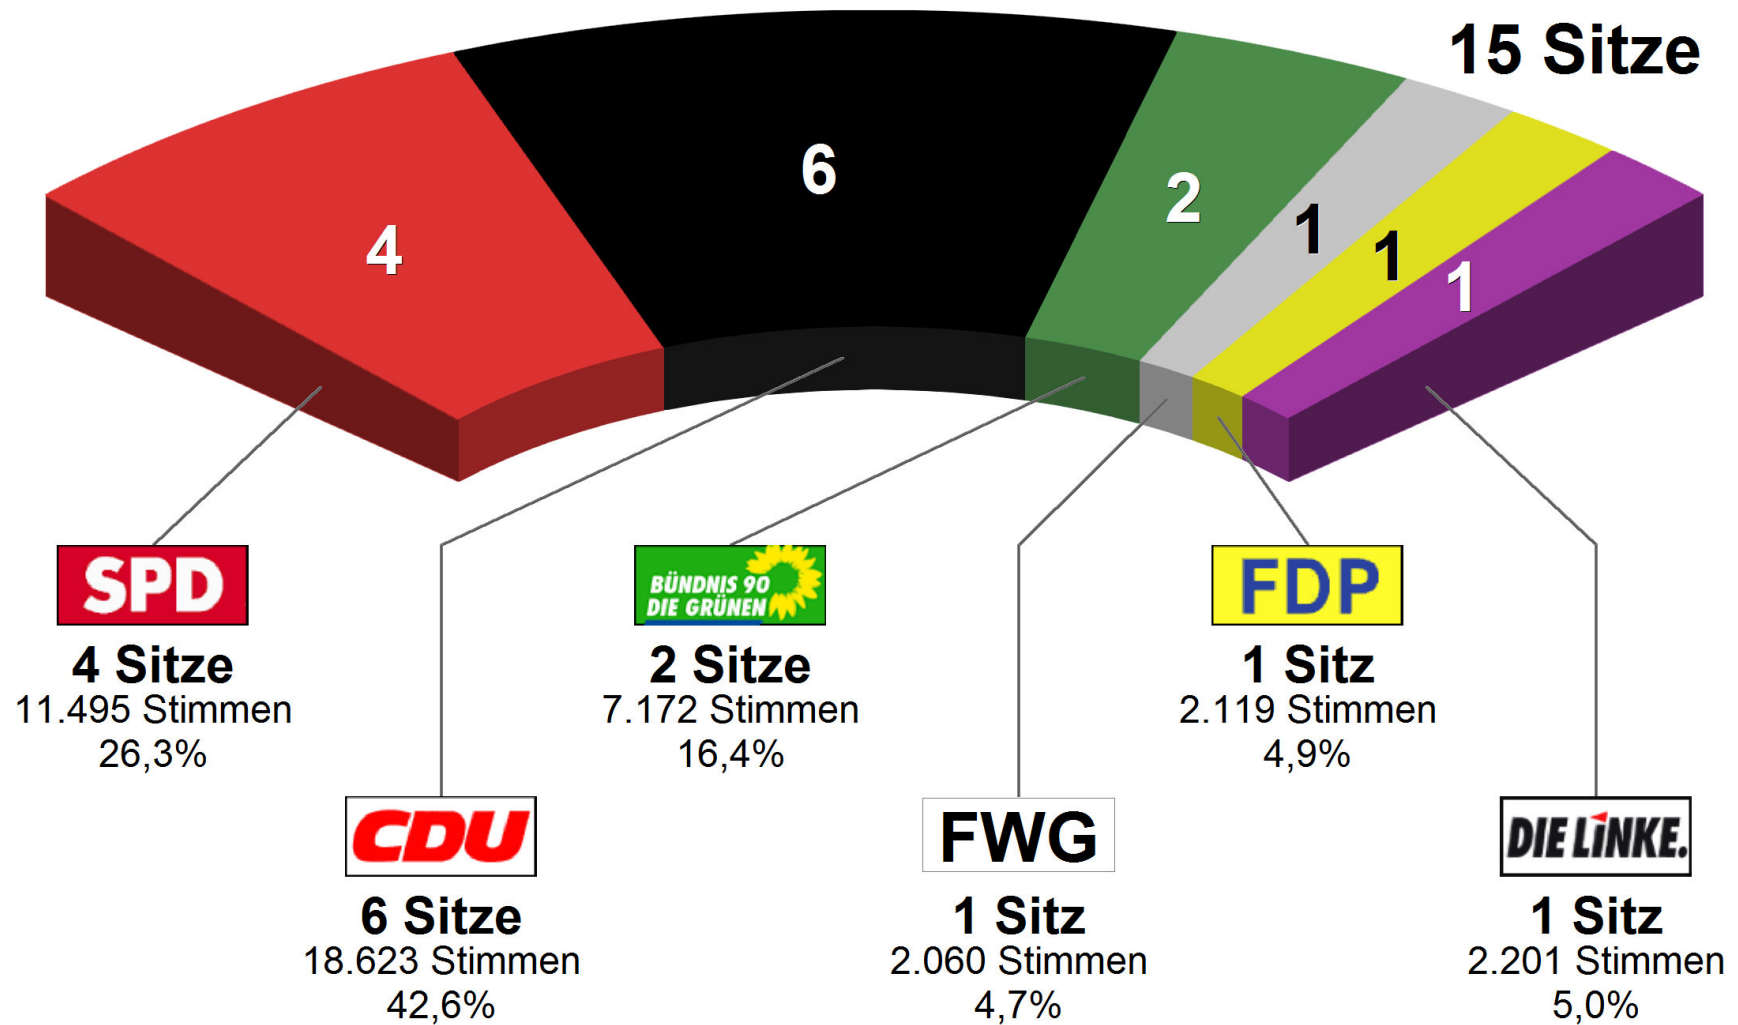 15 Sitze
4
6
2
1
1
1
SPD
4 Sitze
11.495 Stimmen
26,3%
CDU
6 Sitze
18.623 Stimmen
42,6%
BÜNDNIS 90
DIE GRÜNEN
2 Sitze
7.172 Stimmen
16,4%
FWG
1 Sitz
2.060 Stimmen
4,7%
FDP
1 Sitz
2.119 Stimmen
4,9%
DIE LINKE.
1 Sitz
2.201 Stimmen
5,0%